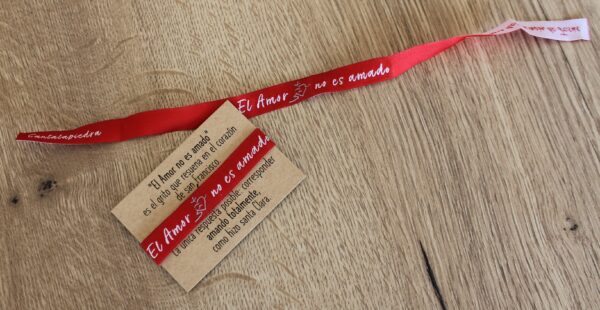 El Amor no es amado
Cantalapiedra
"El Amor no es amado"
es el grito que resuena en el corazón
de san Francisco.
El Amor no es amado
La única respuesta posible: corresponder
amando totalmente,
como hizo santa Clara.